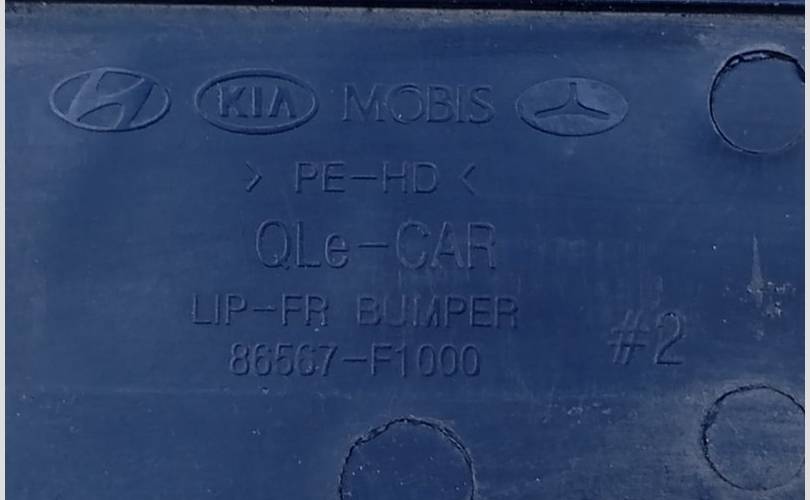 KIA MOBIS
> PE-HD <
QLe-CAR
LIP-FR BUMPER
86567-F1000
#2